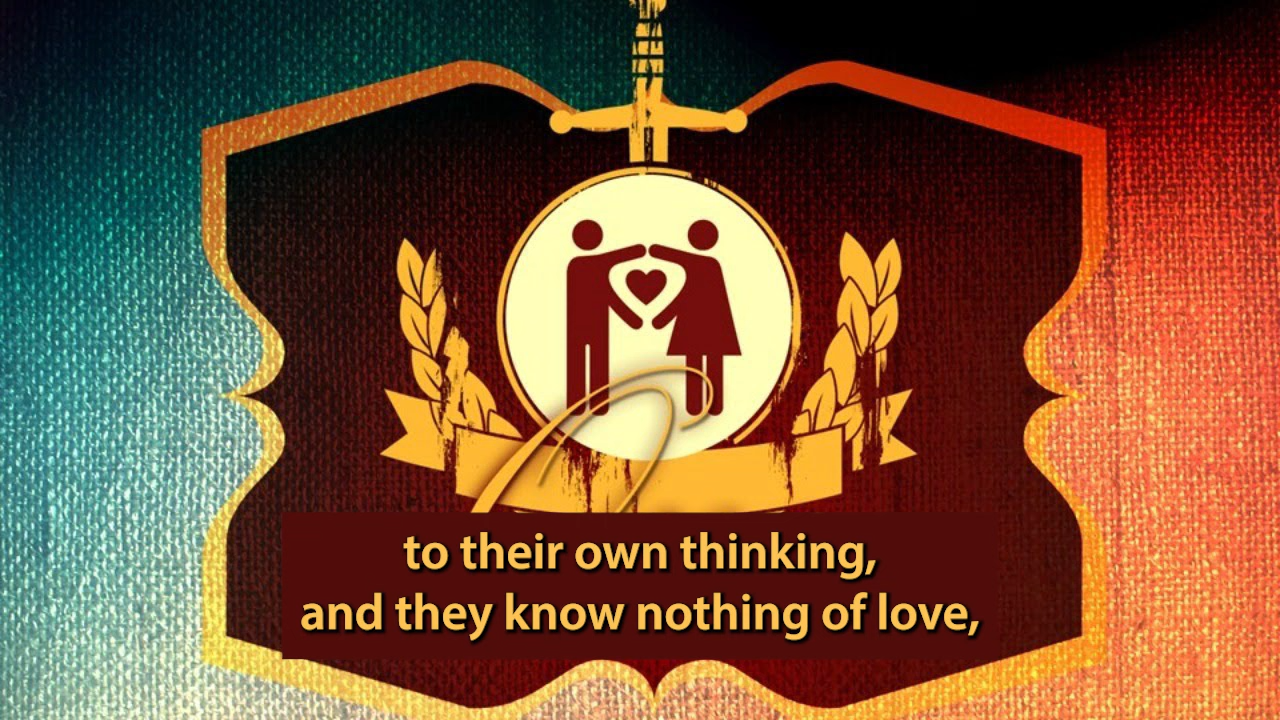 to their own thinking,
and they know nothing of love,